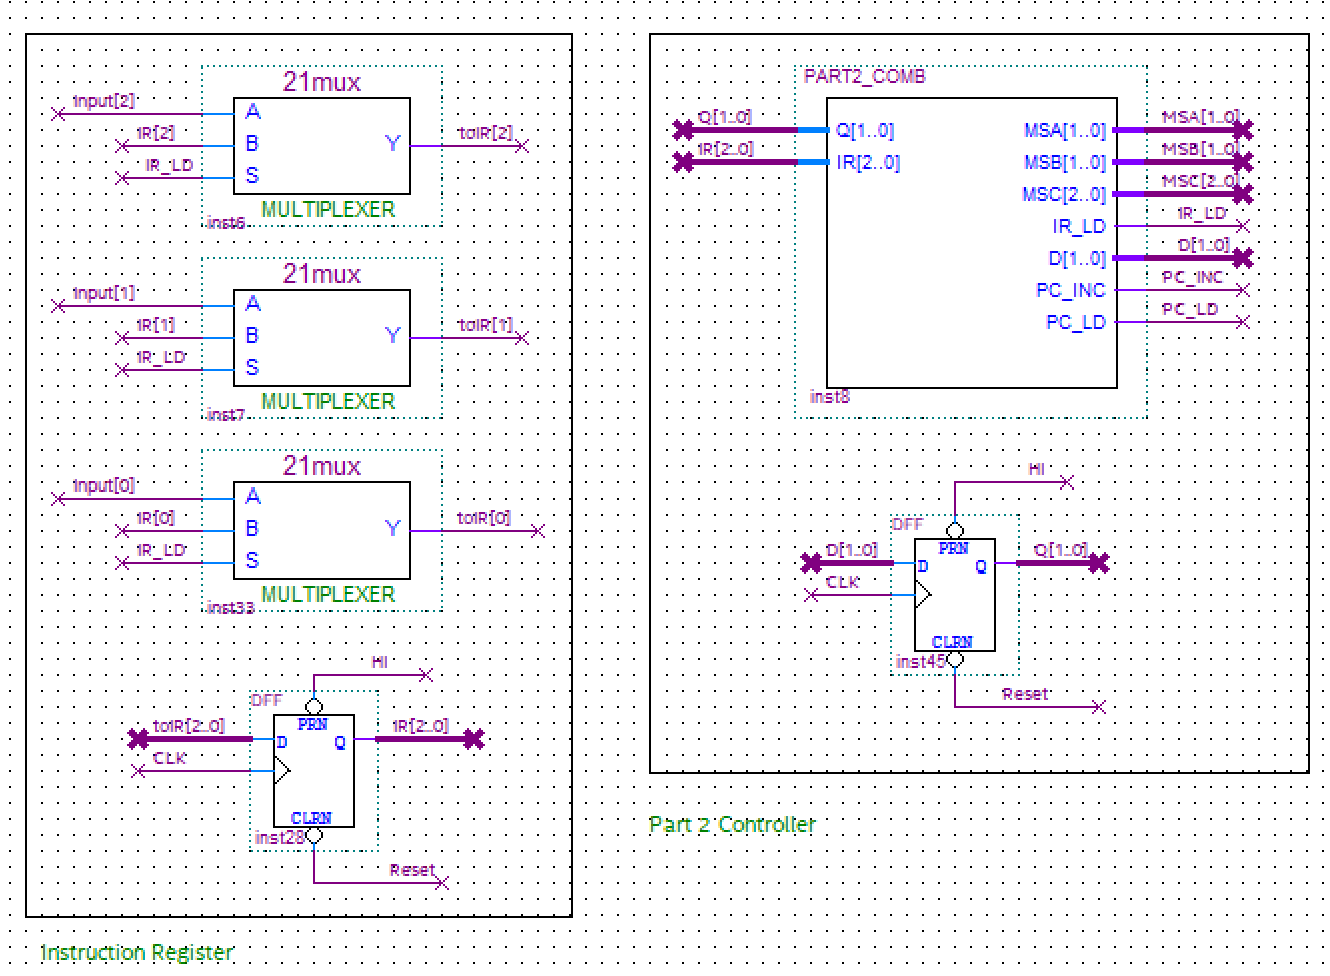 21mux
Input[2]
A
IR[2]
B
Y
toIR[2]
IR_LD
S
MULTIPLEXER
inst6
21mux
Input[1]
A
IR[1]
B
Y
toIR[1]
IR_LD
S
MULTIPLEXER
inst7
21mux
Input[0]
A
IR[0]
B
Y
toIR[0]
IR_LD
S
MULTIPLEXER
inst33
HI
DFF
toIR[2..0]
PRN
IR[2..0]
D
Q
CLK
CLRN
inst28
Reset
Instruction Register
PART2_COMB
Q[1..0]
Q[1..0]
MSA[1..0]
MSA[1..0]
IR[2..0]
IR[2..0]
MSB[1..0]
MSB[1..0]
MSC[2..0]
MSC[2..0]
IR_LD
IR_LD
D[1..0]
D[1..0]
PC_INC
PC_INC
PC_LD
PC_LD
inst8
HI
DFF
D[1..0]
PRN
Q[1..0]
D
Q
CLK
CLRN
inst45
Reset
Part 2 Controller